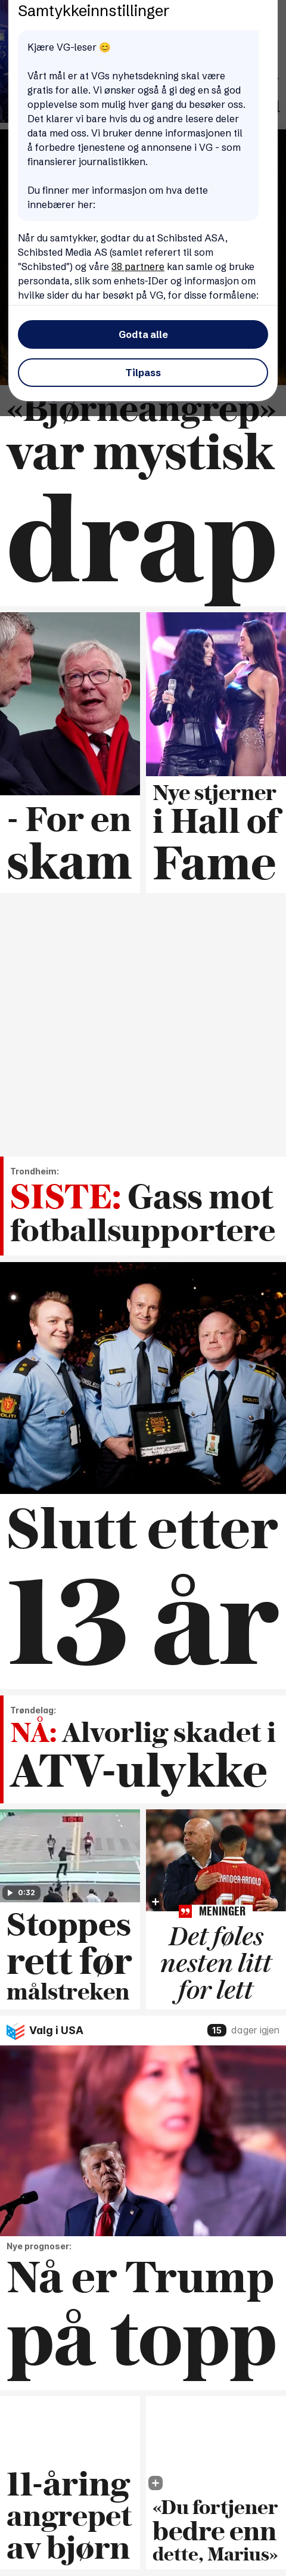 Samtykkeinnstillinger
Kjære VG-leser 😊
Vårt mål er at VGs nyhetsdekning skal være
gratis for alle. Vi ønsker også å gi deg en så god
opplevelse som mulig hver gang du besøker oss.
Det klarer vi bare hvis du og andre lesere deler
data med oss. Vi bruker denne informasjonen til
å forbedre tjenestene og annonsene i VG - som
finansierer journalistikken.
Du finner mer informasjon om hva dette
innebærer her:
Når du samtykker, godtar du at Schibsted ASA,
Schibsted Media AS (samlet referert til som
"Schibsted") og våre 38 partnere kan samle og bruke
persondata, slik som enhets-IDer og informasjon om
hvilke sider du har besøkt på VG, for disse formålene:
Godta alle
Tilpass
«Bjørneangrep»
var mystisk
drap
- For en
skam
Nye stjerner
i Hall of
Fame
Trondheim:
SISTE: Gass mot
fotballsupportere
POLITI
Slutt etter
13 år
Trøndelag:
NÅ: Alvorlig skadet i
ATV-ulykke
0:32
Stoppes
rett før
målstreken
+
MENINGER
Det føles
nesten litt
for lett
Valg i USA
15 dager igjen
Nye prognoser:
Nå er Trump
på topp
11-åring
angrepet
av bjørn
+
«Du fortjener
bedre enn
dette, Marius»